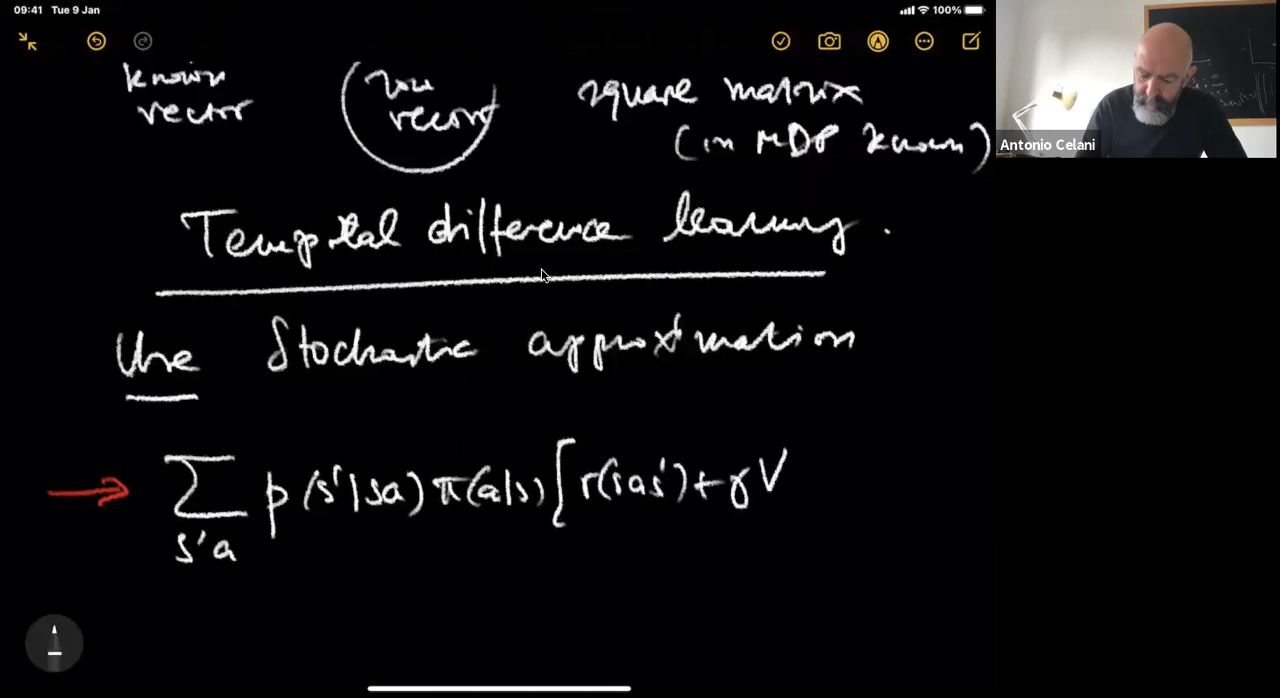 09:41 Tue 9 Jan
100%
known
vector
square matrix
(in MDP known)
Antonio Celani
Temporal difference learning.
Use Stochastic approximation
→ ∑ p(s'|sa) π(a|s) [ r(sas') + γ V
s'a